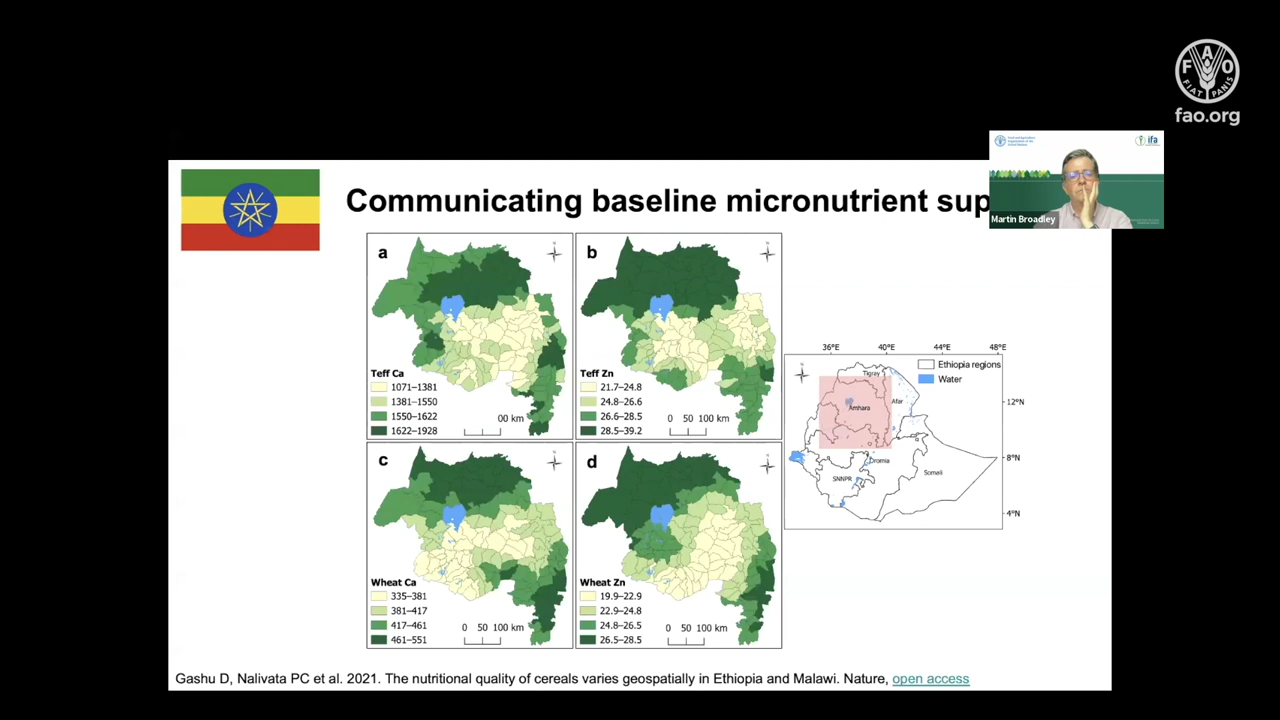 FAO
FIAT PANIS
fao.org
ifa
Martin Broadley
Communicating baseline micronutrient sup
a
N
Teff Ca
1071–1381
1381–1550
1550–1622
1622–1928
00 km
b
N
Teff Zn
21.7–24.8
24.8–26.6
26.6–28.5
28.5–39.2
0 50 100 km
c
N
Wheat Ca
335–381
381–417
417–461
461–551
0 50 100 km
d
N
Wheat Zn
19.9–22.9
22.9–24.8
24.8–26.5
26.5–28.5
0 50 100 km
36°E 40°E 44°E 48°E
Ethiopia regions
Water
Tigray
Afar
Amhara
Oromia
SNNPR
Somali
12°N
8°N
4°N
Gashu D, Nalivata PC et al. 2021. The nutritional quality of cereals varies geospatially in Ethiopia and Malawi. Nature, open access